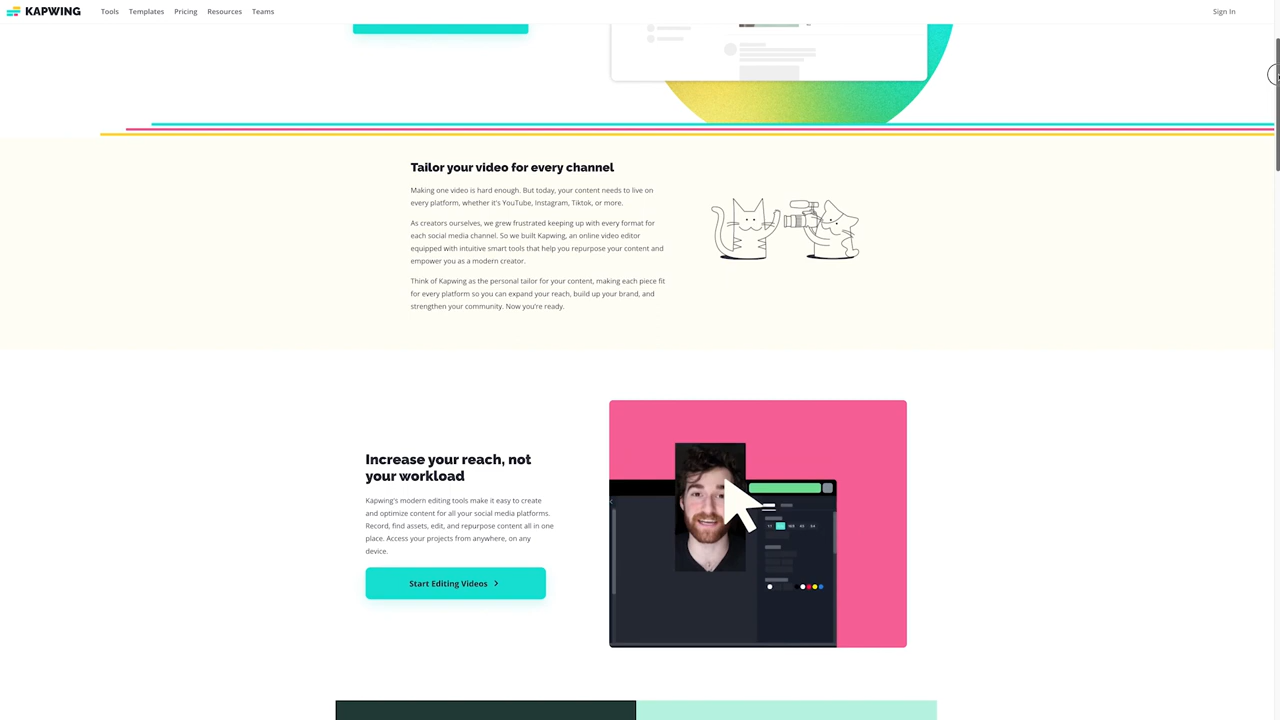 KAPWING Tools Templates Pricing Resources Teams Sign In
Tailor your video for every channel
Making one video is hard enough. But today, your content needs to live on
every platform, whether it's YouTube, Instagram, Tiktok, or more.
As creators ourselves, we grew frustrated keeping up with every format for
each social media channel. So we built Kapwing, an online video editor
equipped with intuitive smart tools that help you repurpose your content and
empower you as a modern creator.
Think of Kapwing as the personal tailor for your content, making each piece fit
for every platform so you can expand your reach, build up your brand, and
strengthen your community. Now you're ready.
Increase your reach, not
your workload
Kapwing's modern editing tools make it easy to create
and optimize content for all your social media platforms.
Record, find assets, edit, and repurpose content all in one
place. Access your projects from anywhere, on any
device.
Start Editing Videos